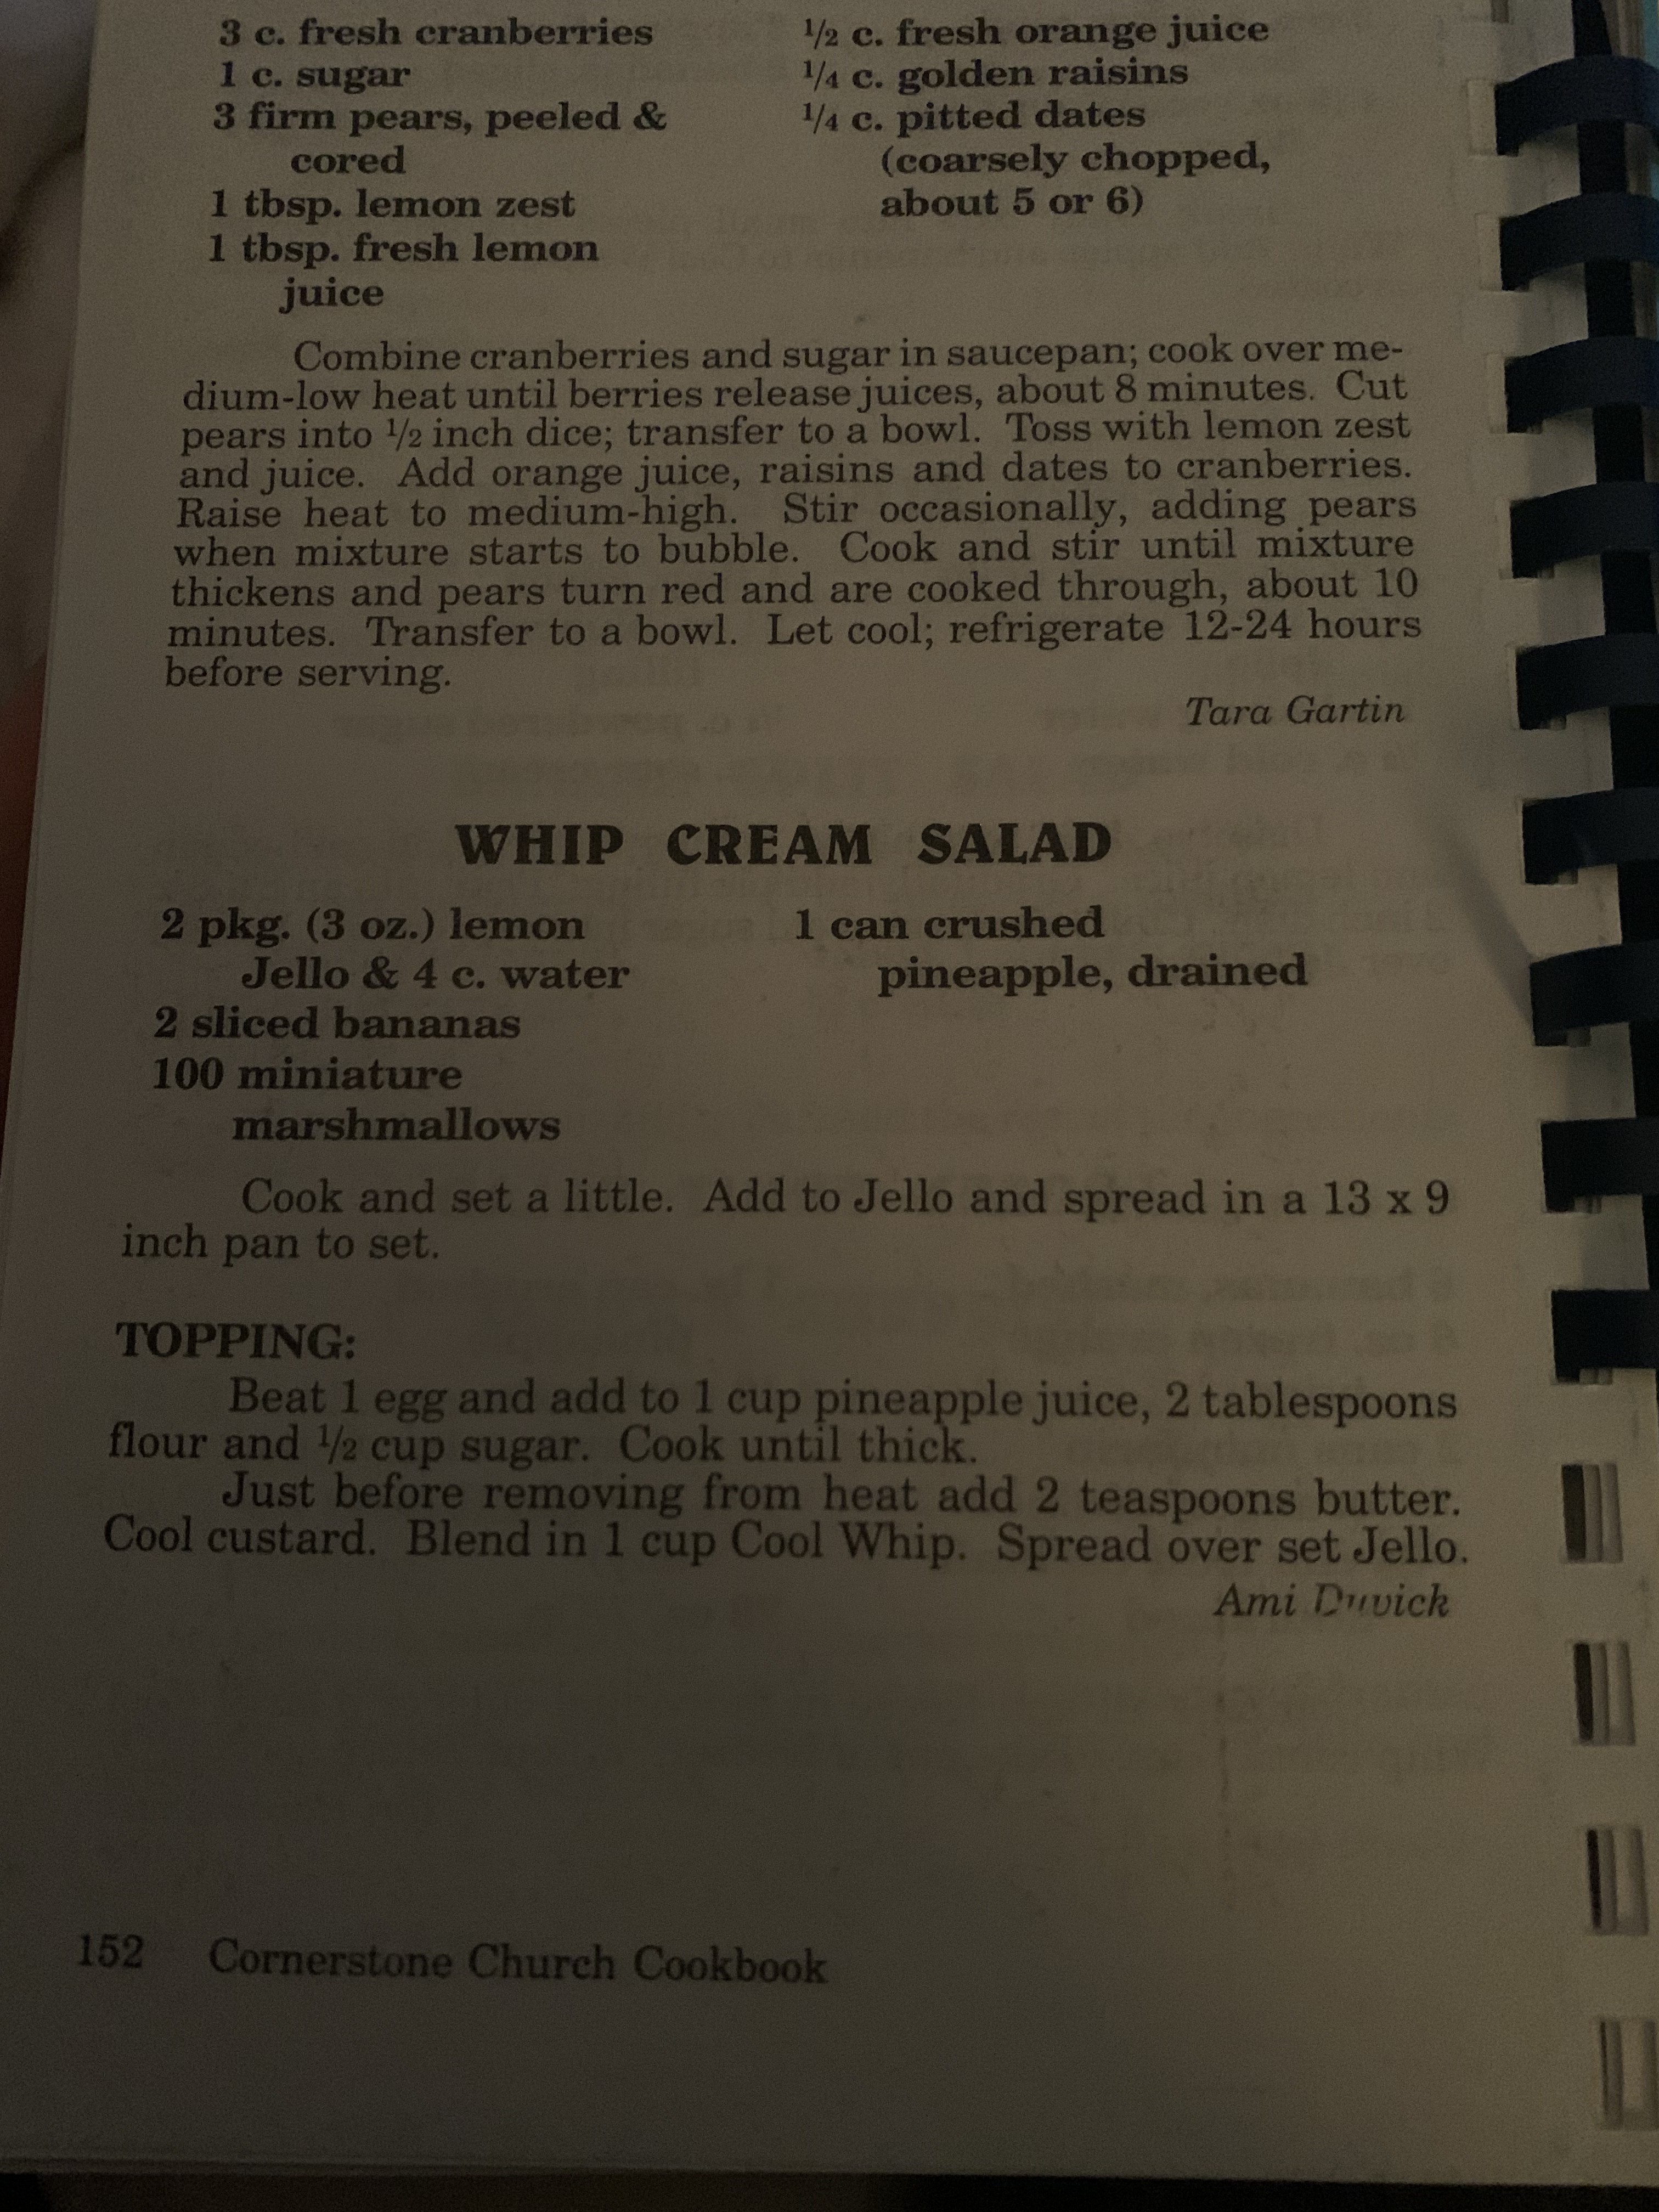 3 c. fresh cranberries
1 c. sugar
3 firm pears, peeled &
cored
1 tbsp. lemon zest
1 tbsp. fresh lemon
juice
½ c. fresh orange juice
¼ c. golden raisins
¼ c. pitted dates
(coarsely chopped,
about 5 or 6)
Combine cranberries and sugar in saucepan; cook over me-
dium-low heat until berries release juices, about 8 minutes. Cut
pears into ½ inch dice; transfer to a bowl. Toss with lemon zest
and juice. Add orange juice, raisins and dates to cranberries.
Raise heat to medium-high. Stir occasionally, adding pears
when mixture starts to bubble. Cook and stir until mixture
thickens and pears turn red and are cooked through, about 10
minutes. Transfer to a bowl. Let cool; refrigerate 12-24 hours
before serving.
Tara Gartin
WHIP CREAM SALAD
2 pkg. (3 oz.) lemon
Jello & 4 c. water
2 sliced bananas
100 miniature
marshmallows
1 can crushed
pineapple, drained
Cook and set a little. Add to Jello and spread in a 13 x 9
inch pan to set.
TOPPING:
Beat 1 egg and add to 1 cup pineapple juice, 2 tablespoons
flour and ½ cup sugar. Cook until thick.
Just before removing from heat add 2 teaspoons butter.
Cool custard. Blend in 1 cup Cool Whip. Spread over set Jello.
Ami
152 Cornerstone Church Cookbook